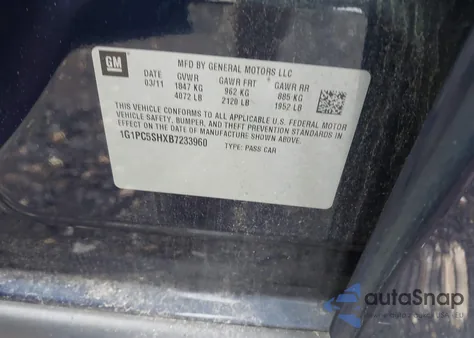 GM
MFD BY GENERAL MOTORS LLC
DATE GVWR GAWR FRT GAWR RR
03/11 1847 KG 962 KG 885 KG
4072 LB 2120 LB 1952 LB
THIS VEHICLE CONFORMS TO ALL APPLICABLE U.S. FEDERAL MOTOR
VEHICLE SAFETY, BUMPER, AND THEFT PREVENTION STANDARDS IN
EFFECT ON THE DATE OF MANUFACTURE SHOWN ABOVE.
1G1PC5SHXB7233960 TYPE: PASS CAR
autoSnap